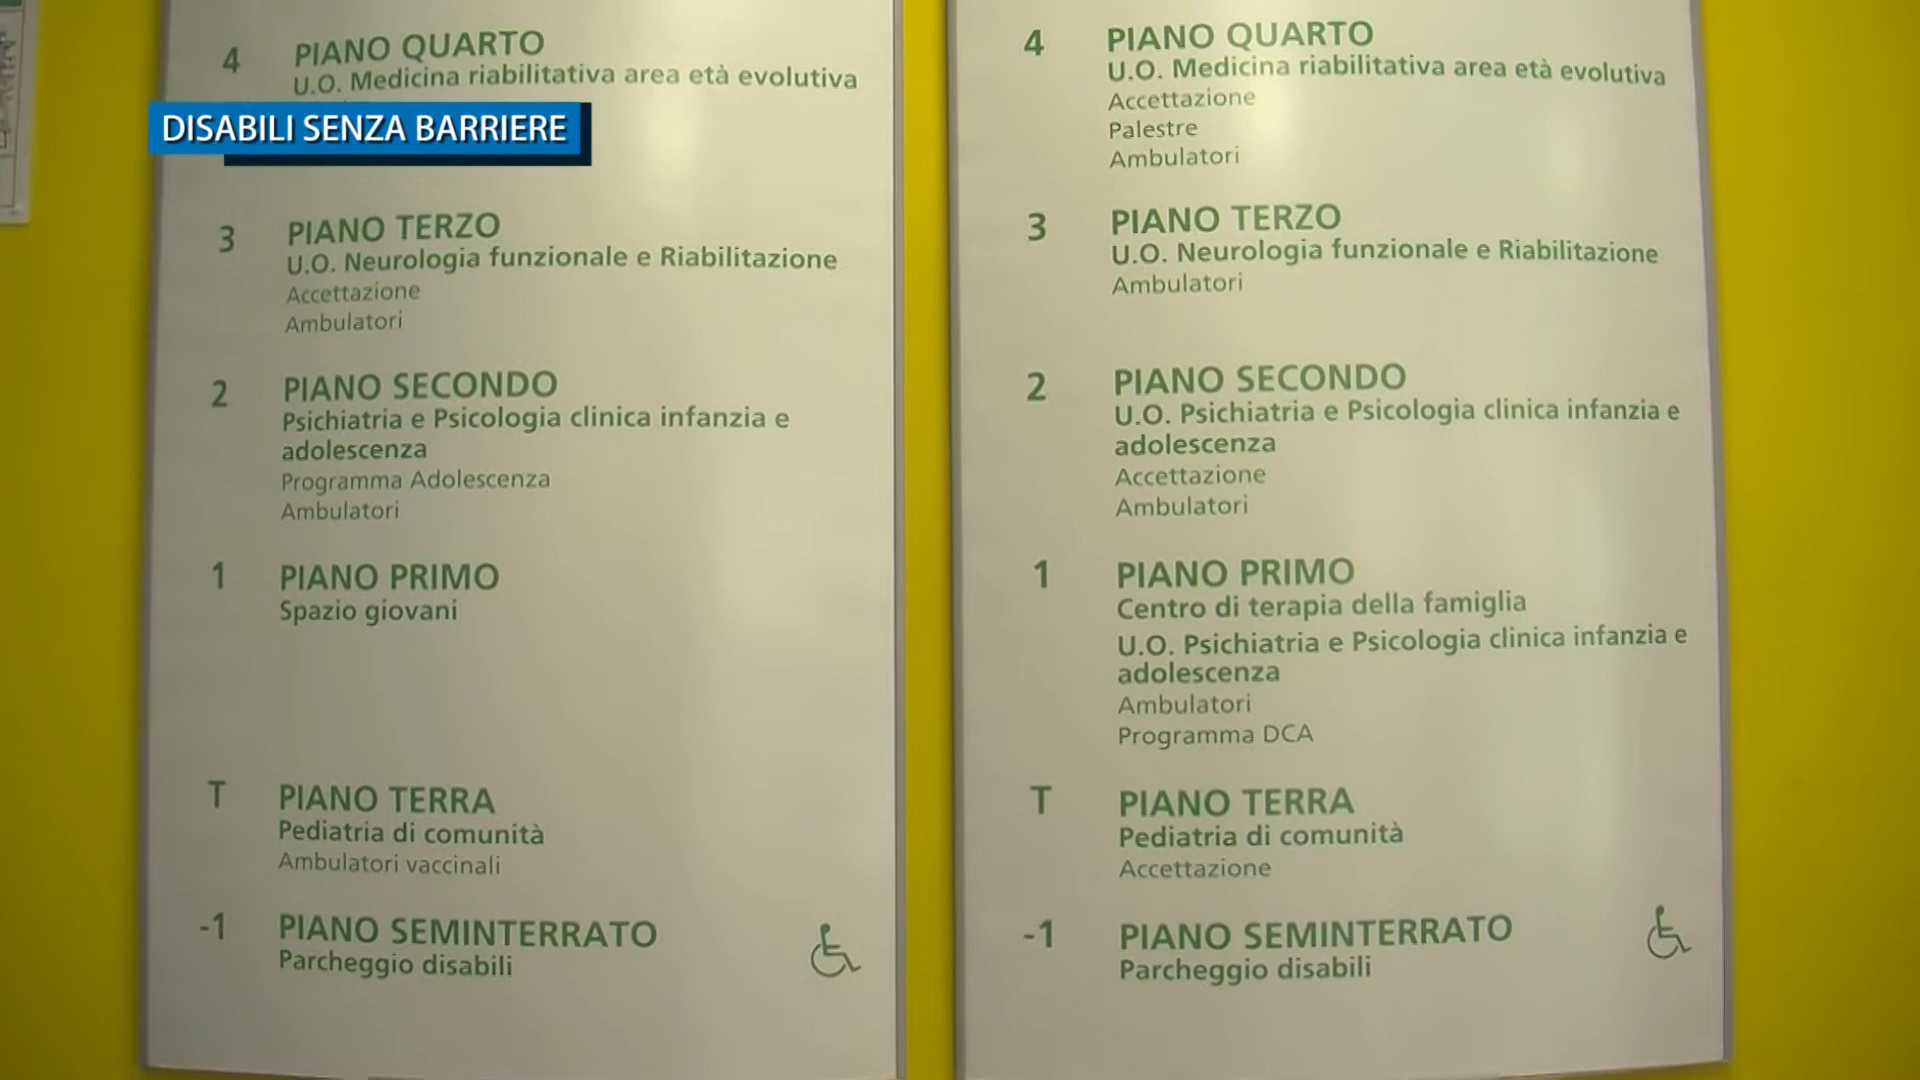 4 PIANO QUARTO
U.O. Medicina riabilitativa area età evolutiva
DISABILI SENZA BARRIERE
3 PIANO TERZO
U.O. Neurologia funzionale e Riabilitazione
Accettazione
Ambulatori
2 PIANO SECONDO
Psichiatria e Psicologia clinica infanzia e
adolescenza
Programma Adolescenza
Ambulatori
1 PIANO PRIMO
Spazio giovani
T PIANO TERRA
Pediatria di comunità
Ambulatori vaccinali
-1 PIANO SEMINTERRATO
Parcheggio disabili
4 PIANO QUARTO
U.O. Medicina riabilitativa area età evolutiva
Accettazione
Palestre
Ambulatori
3 PIANO TERZO
U.O. Neurologia funzionale e Riabilitazione
Ambulatori
2 PIANO SECONDO
U.O. Psichiatria e Psicologia clinica infanzia e
adolescenza
Accettazione
Ambulatori
1 PIANO PRIMO
Centro di terapia della famiglia
U.O. Psichiatria e Psicologia clinica infanzia e
adolescenza
Ambulatori
Programma DCA
T PIANO TERRA
Pediatria di comunità
Accettazione
-1 PIANO SEMINTERRATO
Parcheggio disabili